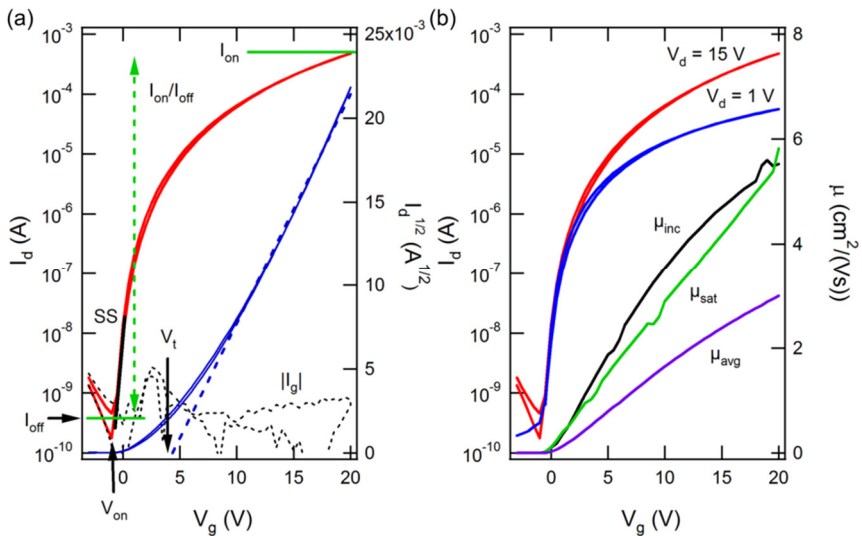 (a)
10⁻³
10⁻⁴
10⁻⁵
10⁻⁶
10⁻⁷
10⁻⁸
10⁻⁹
10⁻¹⁰
I_d (A)
I_on
I_on/I_off
SS
V_t
|I_g|
I_off
V_on
0 5 10 15 20
V_g (V)
25x10⁻³
20
15
10
5
0
I_d^1/2 (A^1/2)
(b)
10⁻³
10⁻⁴
10⁻⁵
10⁻⁶
10⁻⁷
10⁻⁸
10⁻⁹
10⁻¹⁰
I_d (A)
V_d = 15 V
V_d = 1 V
μ_inc
μ_sat
μ_avg
0 5 10 15 20
V_g (V)
8
6
4
2
0
μ (cm²/(Vs))